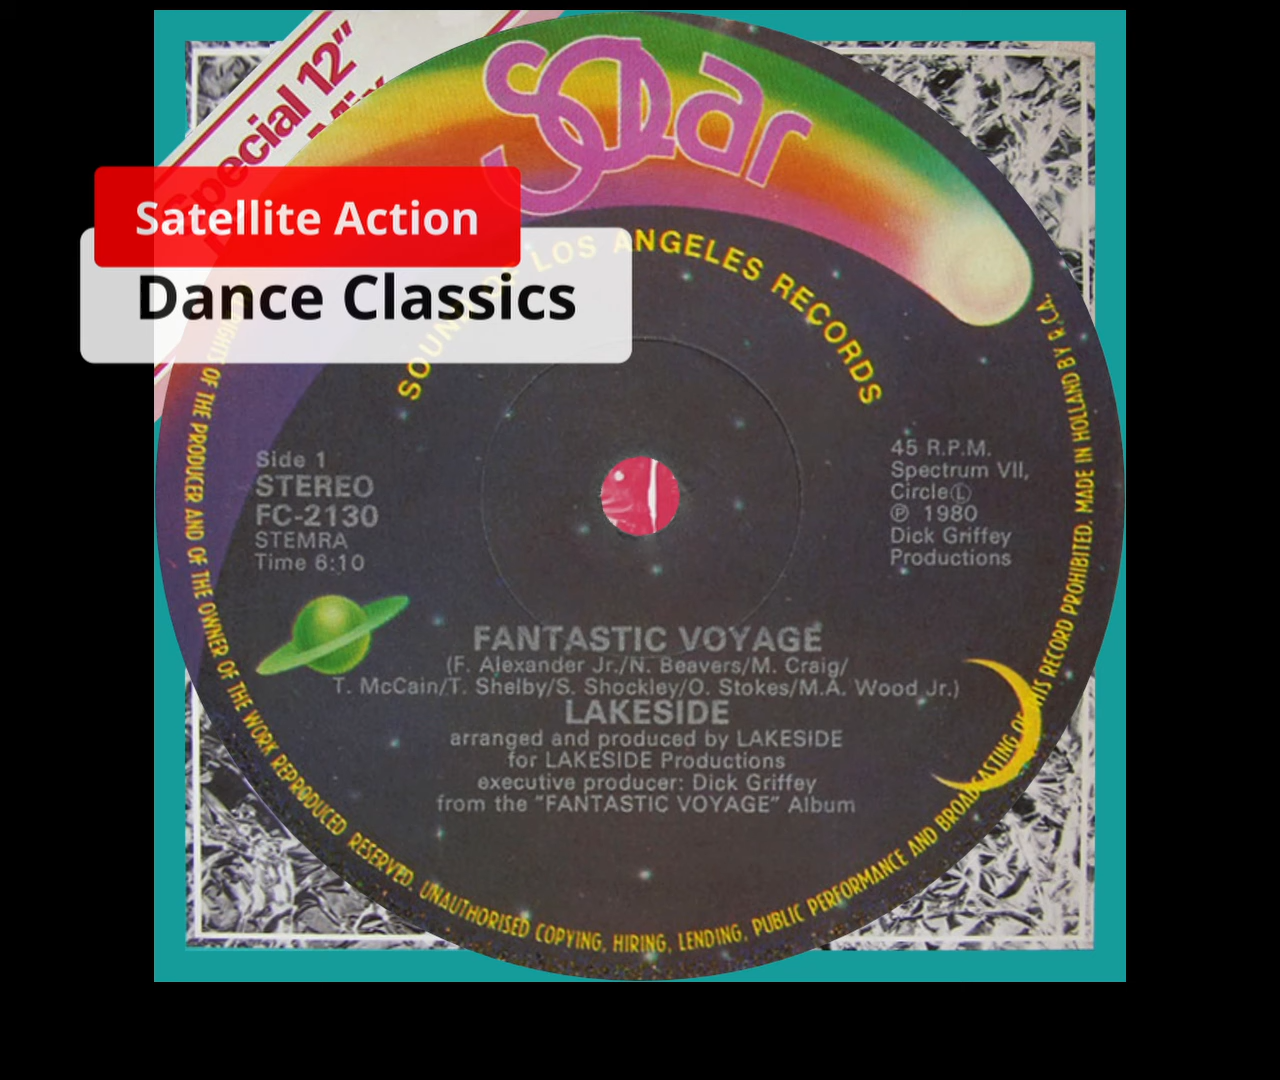 Special 12"
Mix
Solar
Satellite Action
Dance Classics
SOUND OF LOS ANGELES RECORDS
Side 1
STEREO
FC-2130
STEMRA
Time 6:10
45 R.P.M.
Spectrum VII,
Circle Ⓛ
℗ 1980
Dick Griffey
Productions
FANTASTIC VOYAGE
(F. Alexander Jr./N. Beavers/M. Craig/
T. McCain/T. Shelby/S. Shockley/O. Stokes/M.A. Wood Jr.)
LAKESIDE
arranged and produced by LAKESIDE
for LAKESIDE Productions
executive producer: Dick Griffey
from the "FANTASTIC VOYAGE" Album
RIGHTS OF THE PRODUCER AND OF THE OWNER OF THE WORK REPRODUCED RESERVED. UNAUTHORISED COPYING, HIRING, LENDING, PUBLIC PERFORMANCE AND BROADCASTING OF THIS RECORD PROHIBITED. MADE IN HOLLAND BY R.C.A.